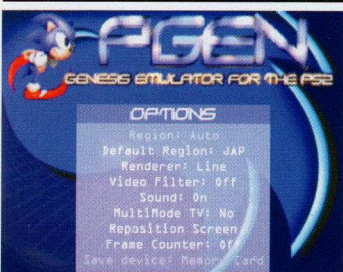 PGEN
GENESIS EMULATOR FOR THE PS2
OPTIONS
Region: Auto
Default Region: JAP
Renderer: Line
Video Filter: Off
Sound: On
MultiMode TV: No
Reposition Screen
Frame Counter: Off
Save device: Memory Card